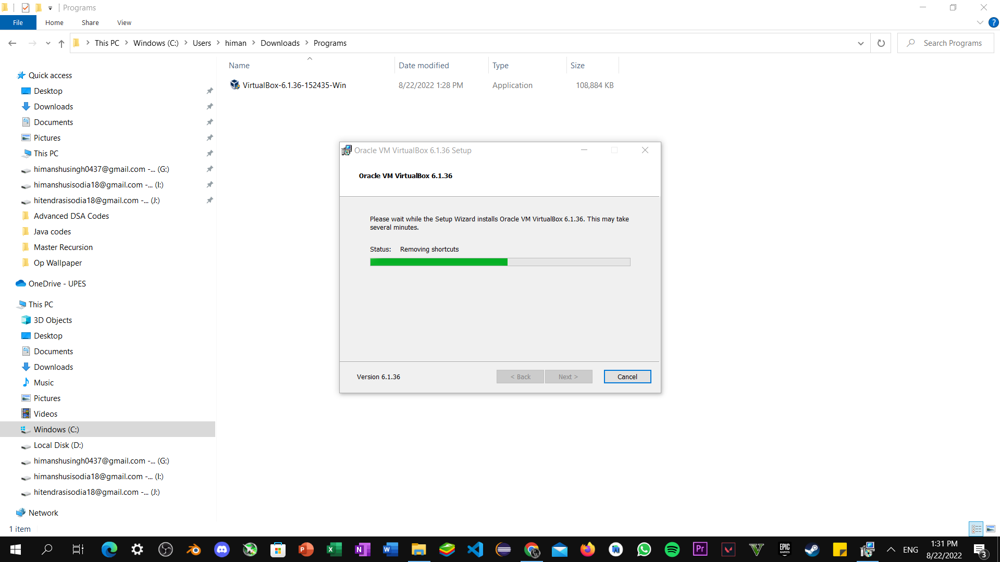 Programs
File Home Share View
This PC Windows (C:) Users himan Downloads Programs
Search Programs
Name Date modified Type Size
VirtualBox-6.1.36-152435-Win 8/22/2022 1:28 PM Application 108,884 KB
Quick access
Desktop
Downloads
Documents
Pictures
This PC
himanshusingh0437@gmail.com -... (G:)
himanshusisodia18@gmail.com -... (I:)
hitendrasisodia18@gmail.com -... (J:)
Advanced DSA Codes
Java codes
Master Recursion
Op Wallpaper
OneDrive - UPES
This PC
3D Objects
Desktop
Documents
Downloads
Music
Pictures
Videos
Windows (C:)
Local Disk (D:)
himanshusingh0437@gmail.com -... (G:)
himanshusisodia18@gmail.com -... (I:)
hitendrasisodia18@gmail.com -... (J:)
Network
1 item
Oracle VM VirtualBox 6.1.36 Setup
Oracle VM VirtualBox 6.1.36
Please wait while the Setup Wizard installs Oracle VM VirtualBox 6.1.36. This may take
several minutes.
Status: Removing shortcuts
Version 6.1.36
< Back Next > Cancel
EPIC
GAMES
Pr
ENG
1:31 PM
8/22/2022
3